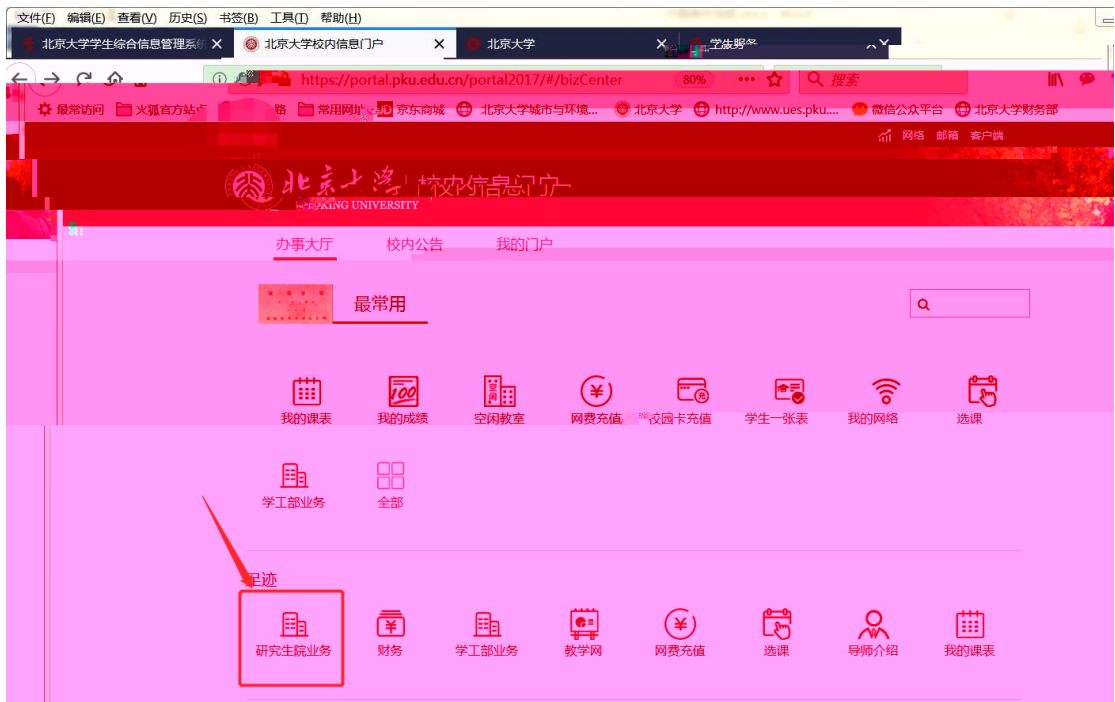 文件(F) 编辑(E) 查看(V) 历史(S) 书签(B) 工具(T) 帮助(H)
北京大学学生综合信息管理系统 × 北京大学校内信息门户 × 北京大学 ×
https://portal.pku.edu.cn/portal2017/#/bizCenter 80% ... 搜索
最常访问 火狐官方站点 常用网址 JD 京东商城 北京大学城市与环境... 北京大学 http://www.ues.pku.... 微信公众平台 北京大学财务部
网络 邮箱 客户端
北京大学 校内信息门户
UNIVERSITY
办事大厅 校内公告 我的门户
最常用
我的课表 我的成绩 空闲教室 网费充值 校园卡充值 学生一张表 我的网络 选课
学工部业务 全部
足迹
研究生院业务 财务 学工部业务 教学网 网费充值 选课 导师介绍 我的课表